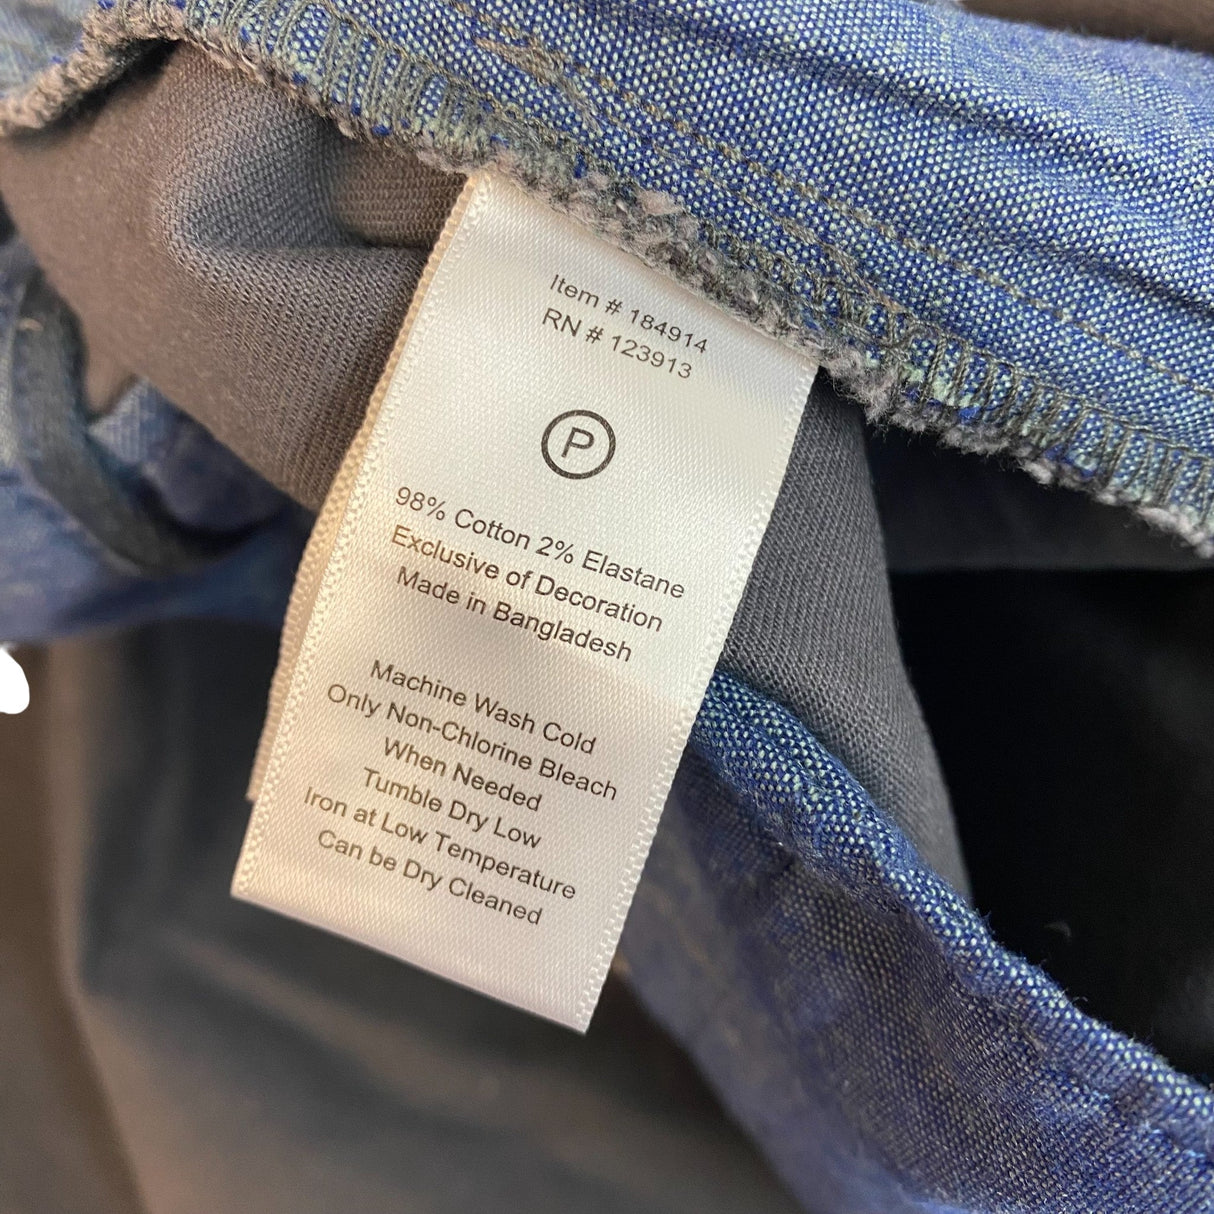 Item # 184914
RN # 123913
P
98% Cotton 2% Elastane
Exclusive of Decoration
Made in Bangladesh
Machine Wash Cold
Only Non-Chlorine Bleach
When Needed
Tumble Dry Low
Iron at Low Temperature
Can be Dry Cleaned